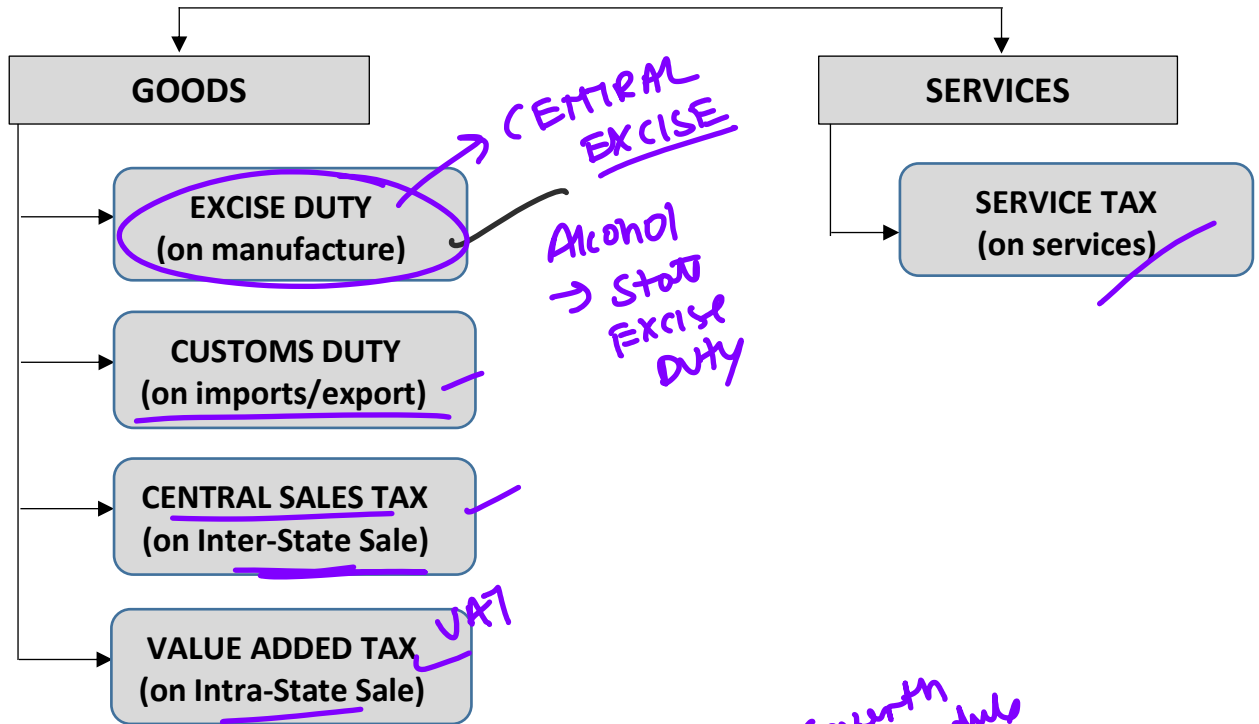 GOODS
SERVICES
EXCISE DUTY
(on manufacture)
CENTRAL
EXCISE
Alcohol
→ State
Excise
Duty
SERVICE TAX
(on services)
CUSTOMS DUTY
(on imports/export)
CENTRAL SALES TAX
(on Inter-State Sale)
VAT
VALUE ADDED TAX
(on Intra-State Sale)